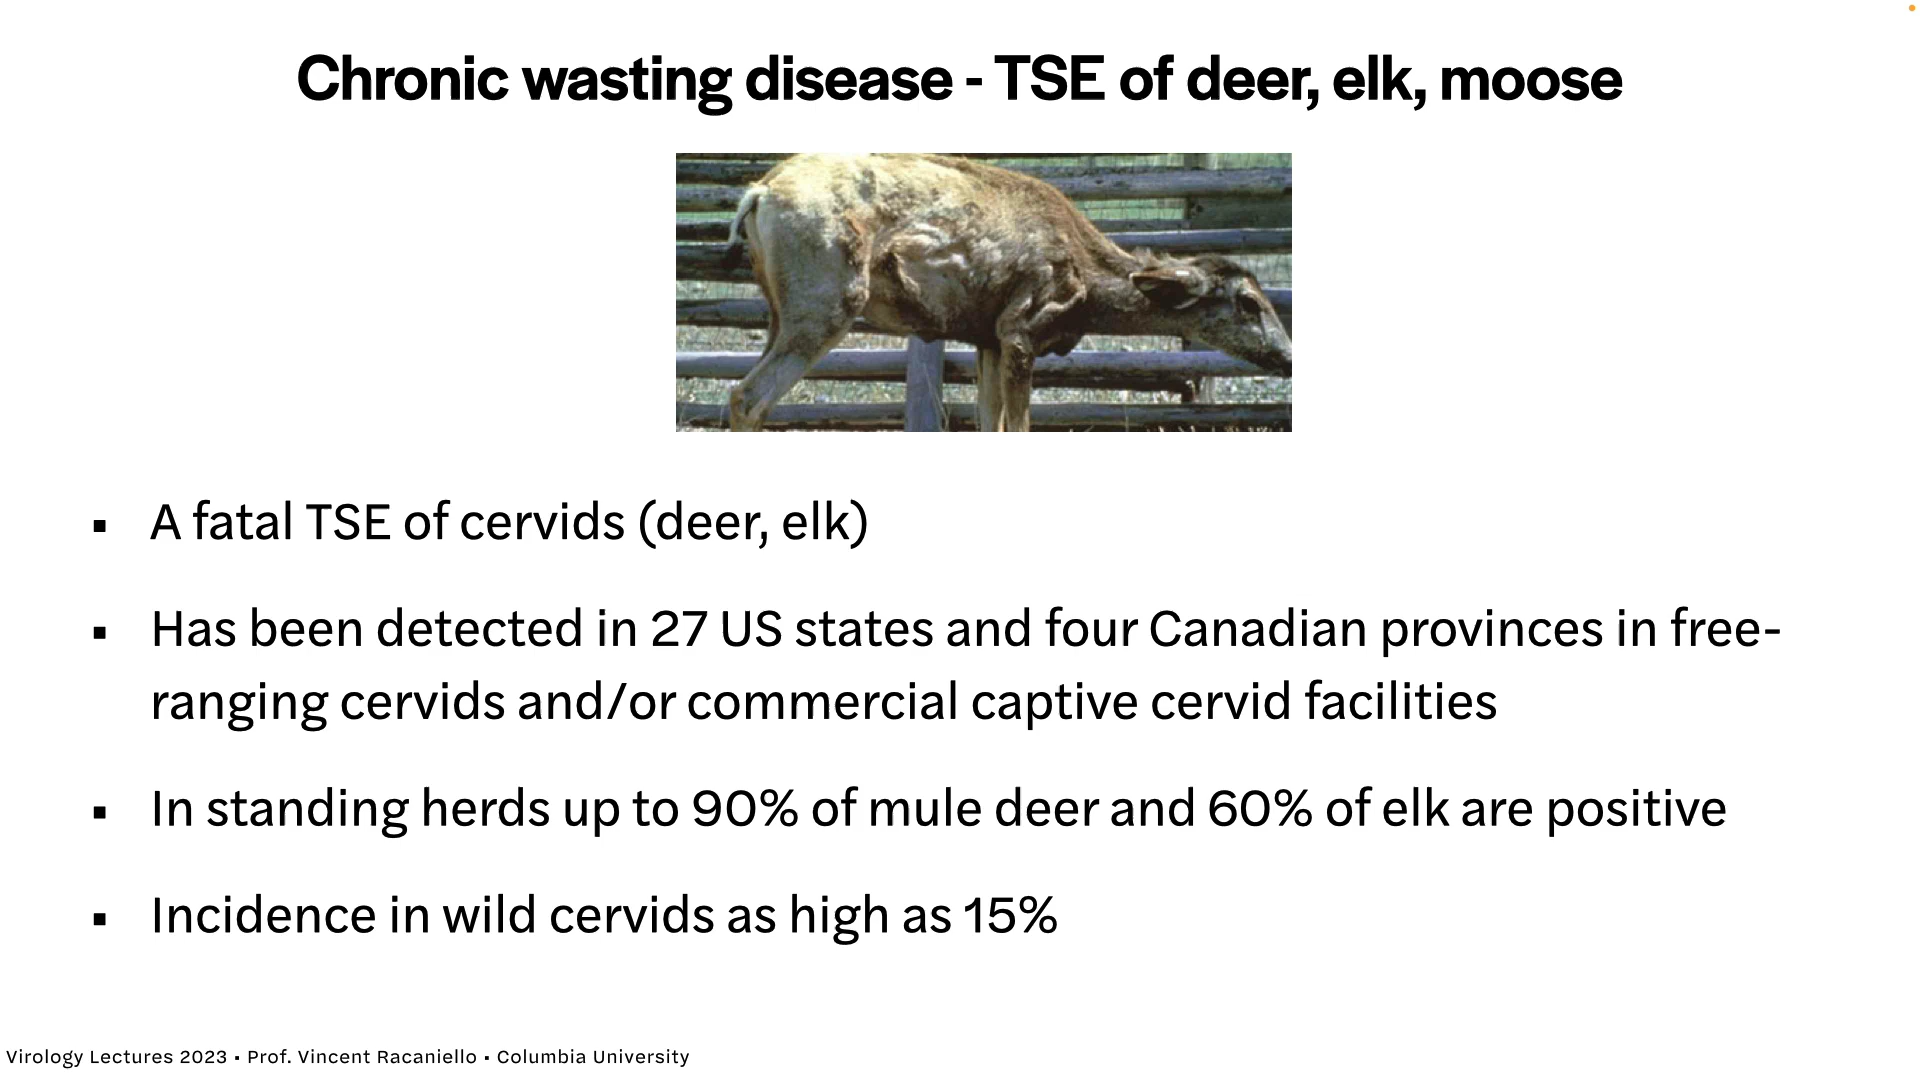 Chronic wasting disease - TSE of deer, elk, moose
▪ A fatal TSE of cervids (deer, elk)
▪ Has been detected in 27 US states and four Canadian provinces in free-
ranging cervids and/or commercial captive cervid facilities
▪ In standing herds up to 90% of mule deer and 60% of elk are positive
▪ Incidence in wild cervids as high as 15%
Virology Lectures 2023 • Prof. Vincent Racaniello • Columbia University